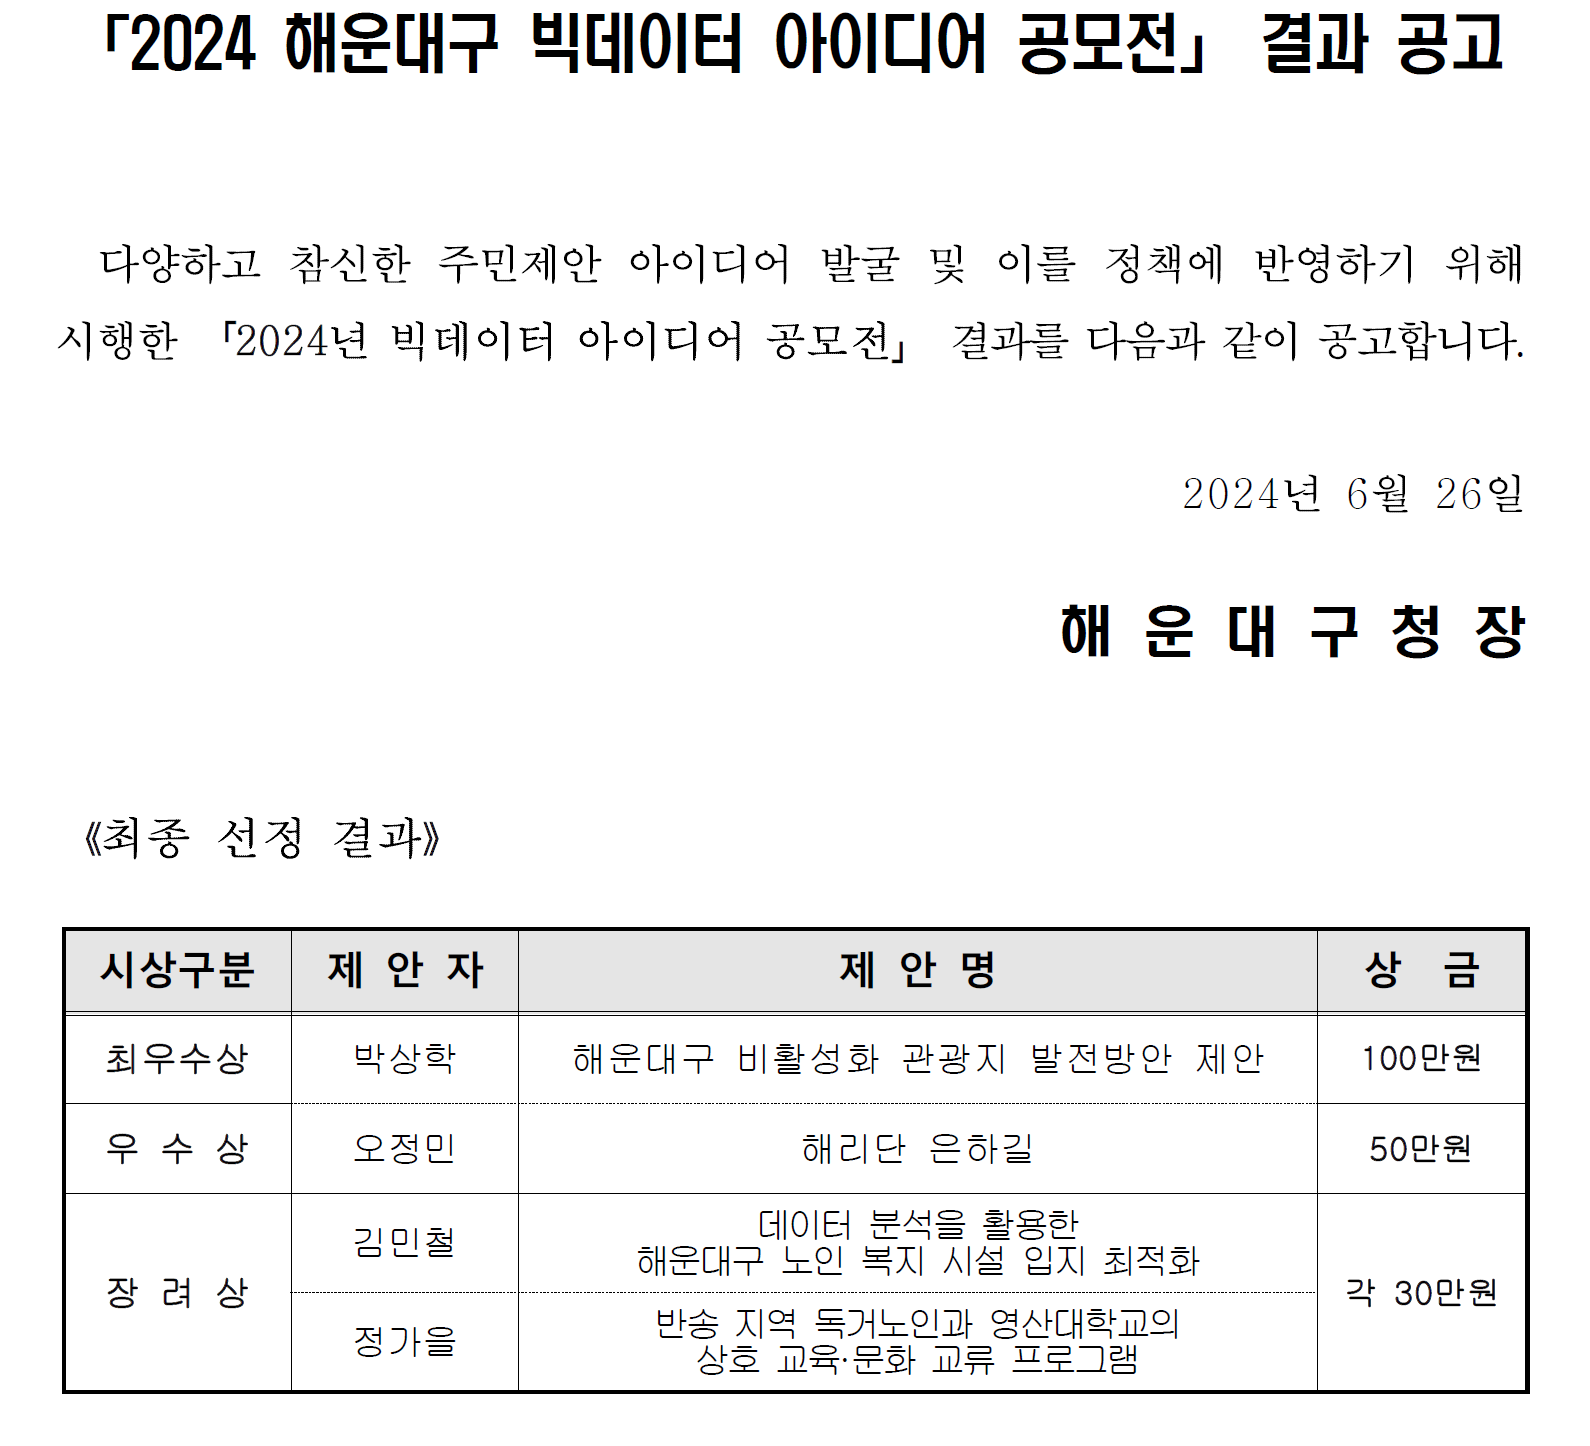 「2024 해운대구 빅데이터 아이디어 공모전」 결과 공고
다양하고 참신한 주민제안 아이디어 발굴 및 이를 정책에 반영하기 위해
시행한 「2024년 빅데이터 아이디어 공모전」 결과를 다음과 같이 공고합니다.
2024년 6월 26일
해 운 대 구 청 장
《최종 선정 결과》
시상구분 제 안 자 제 안 명 상 금
최우수상 박상학 해운대구 비활성화 관광지 발전방안 제안 100만원
우 수 상 오정민 해리단 은하길 50만원
장 려 상 김민철 데이터 분석을 활용한
해운대구 노인 복지 시설 입지 최적화
각 30만원
정가을 반송 지역 독거노인과 영산대학교의
상호 교육·문화 교류 프로그램